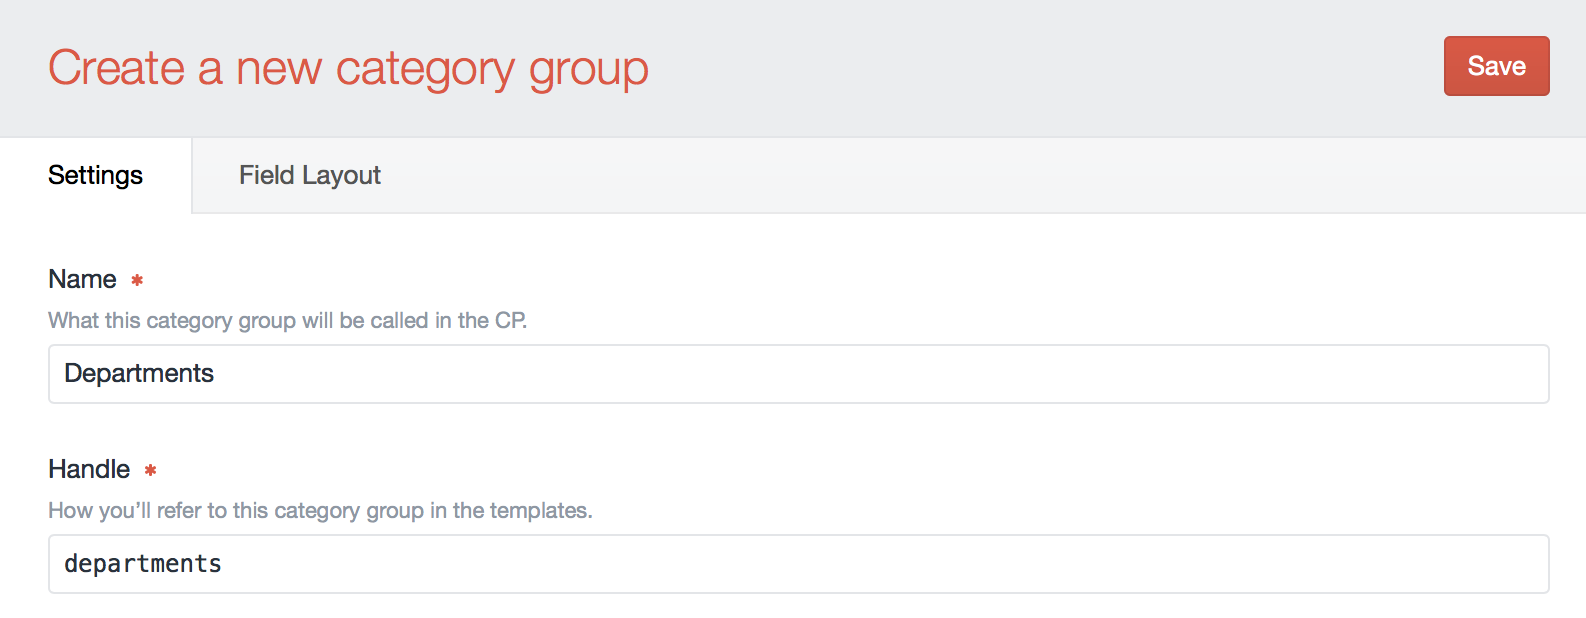 Create a new category group
Save
Settings
Field Layout
Name *
What this category group will be called in the CP.
Departments
Handle *
How you’ll refer to this category group in the templates.
departments